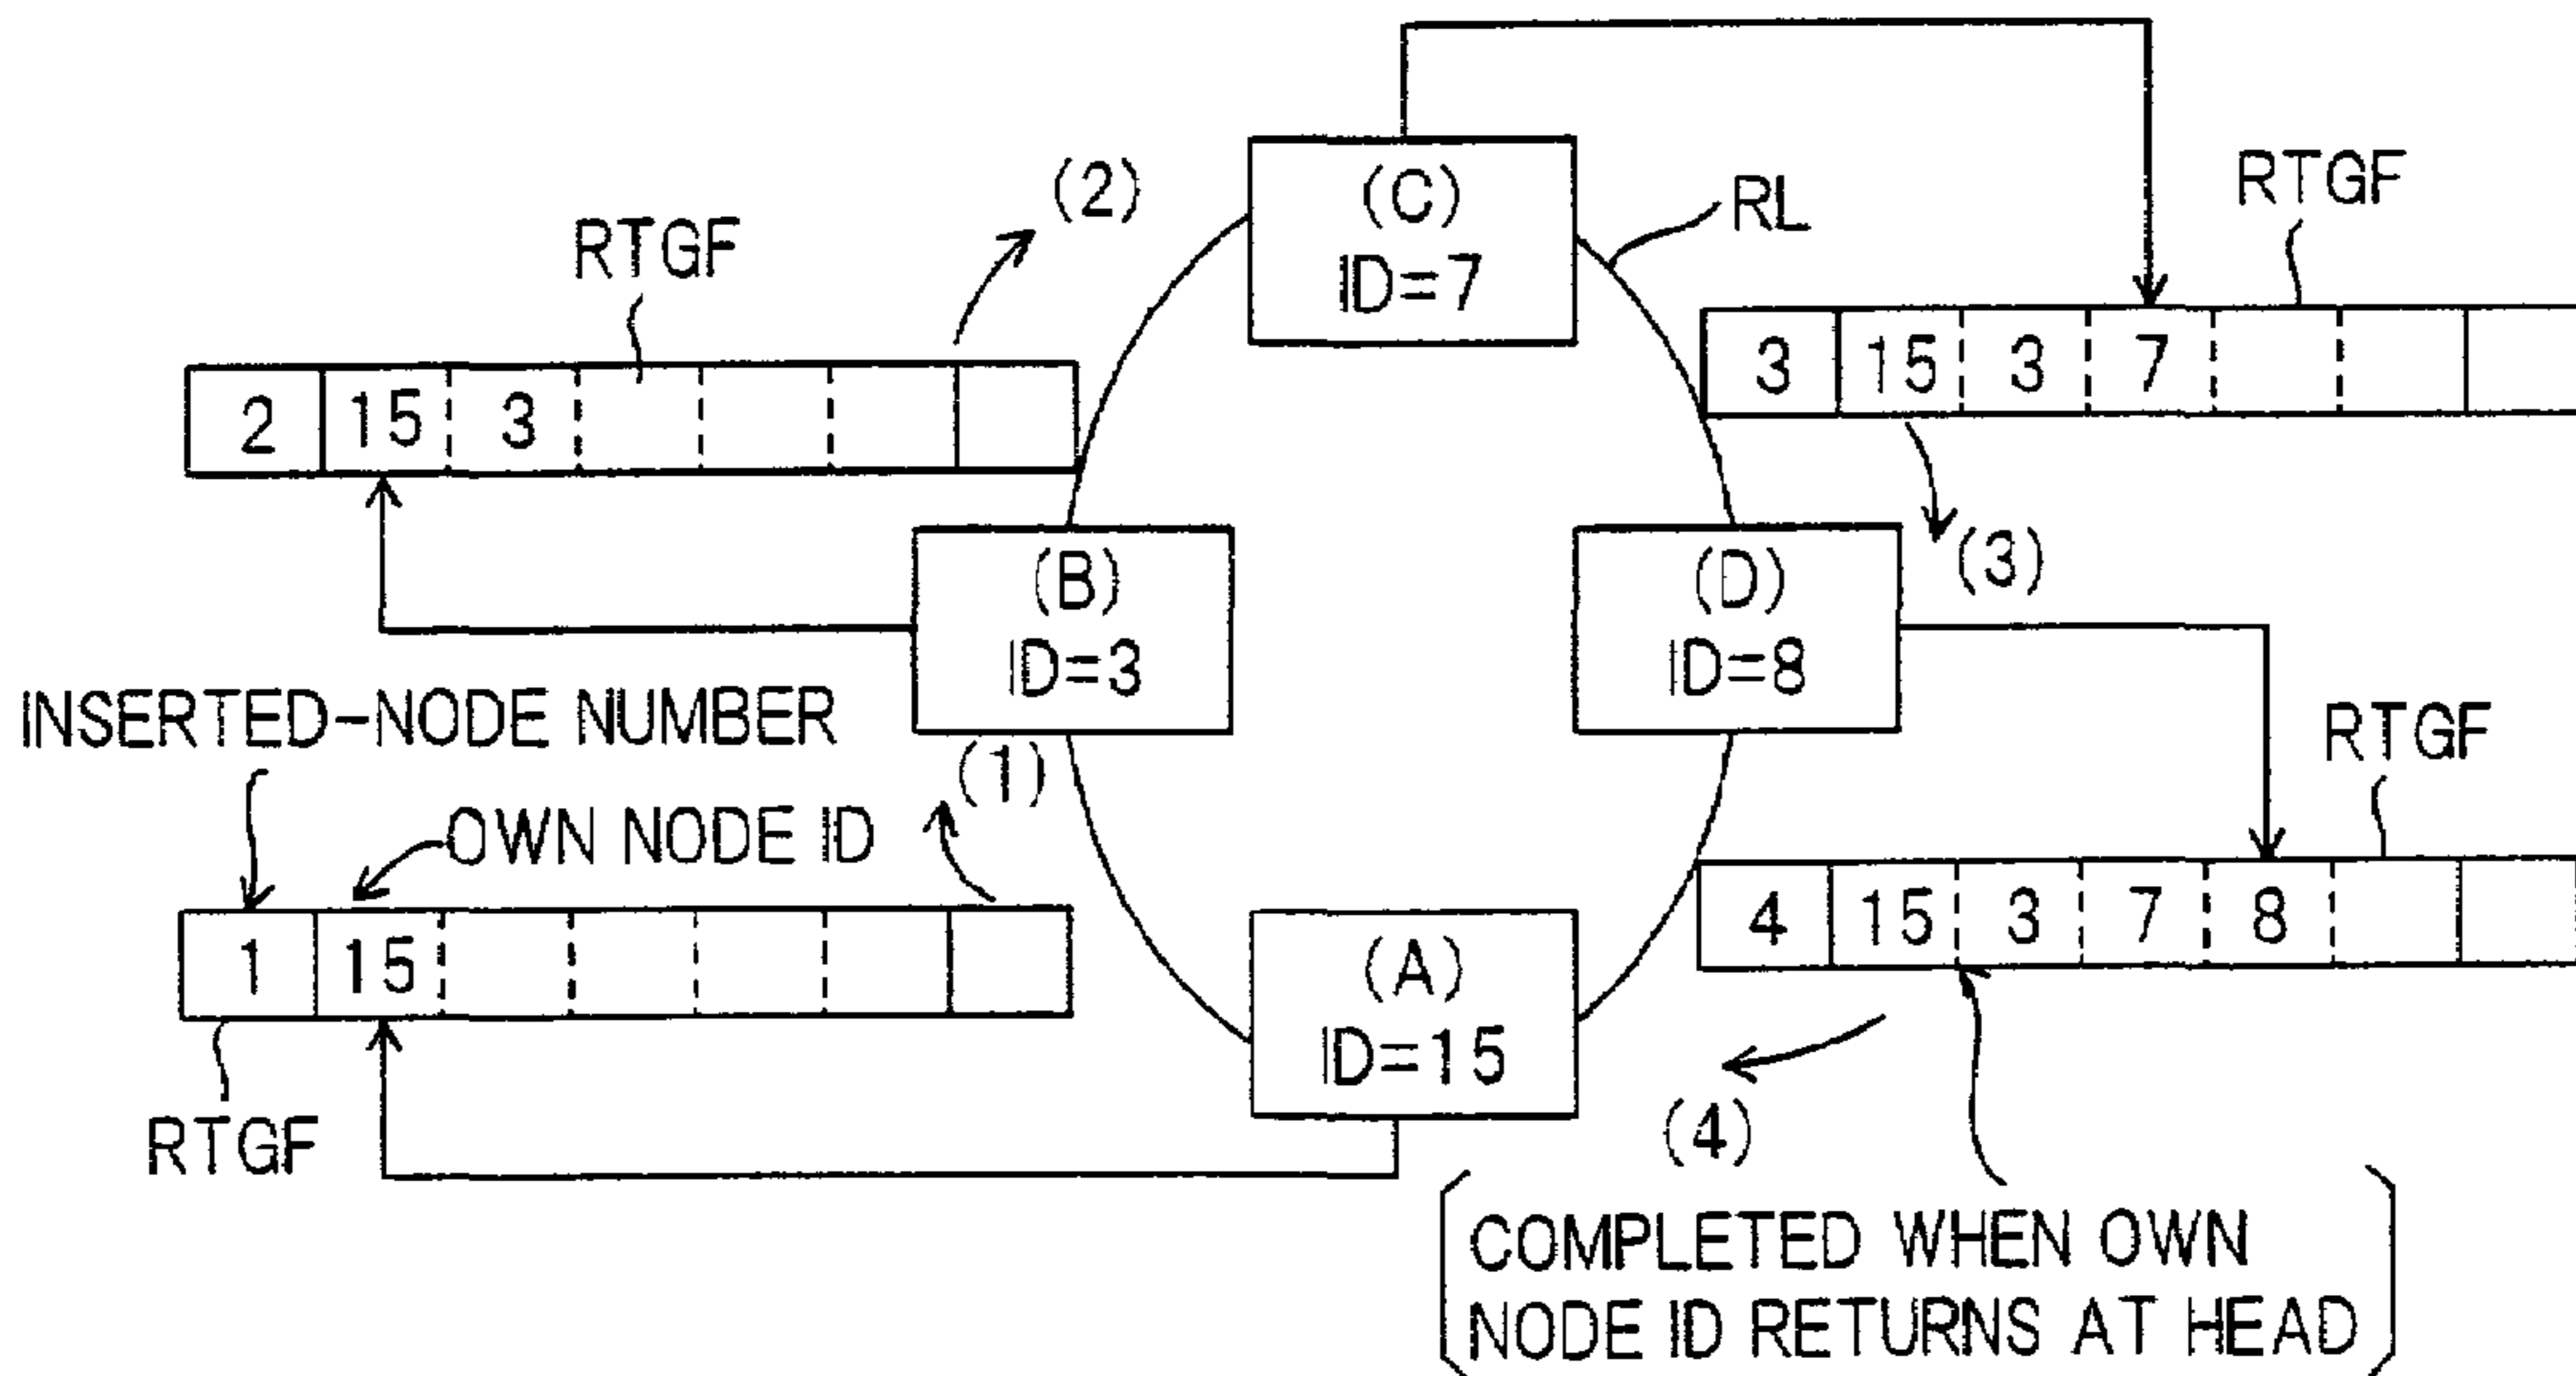 (C)
ID=7
RL
RTGF
3 15 3 7
(2)
RTGF
2 15 3
(B)
ID=3
(D)
ID=8
(3)
INSERTED-NODE NUMBER
OWN NODE ID
(1)
1 15
RTGF
(A)
ID=15
RTGF
4 15 3 7 8
(4)
COMPLETED WHEN OWN
NODE ID RETURNS AT HEAD